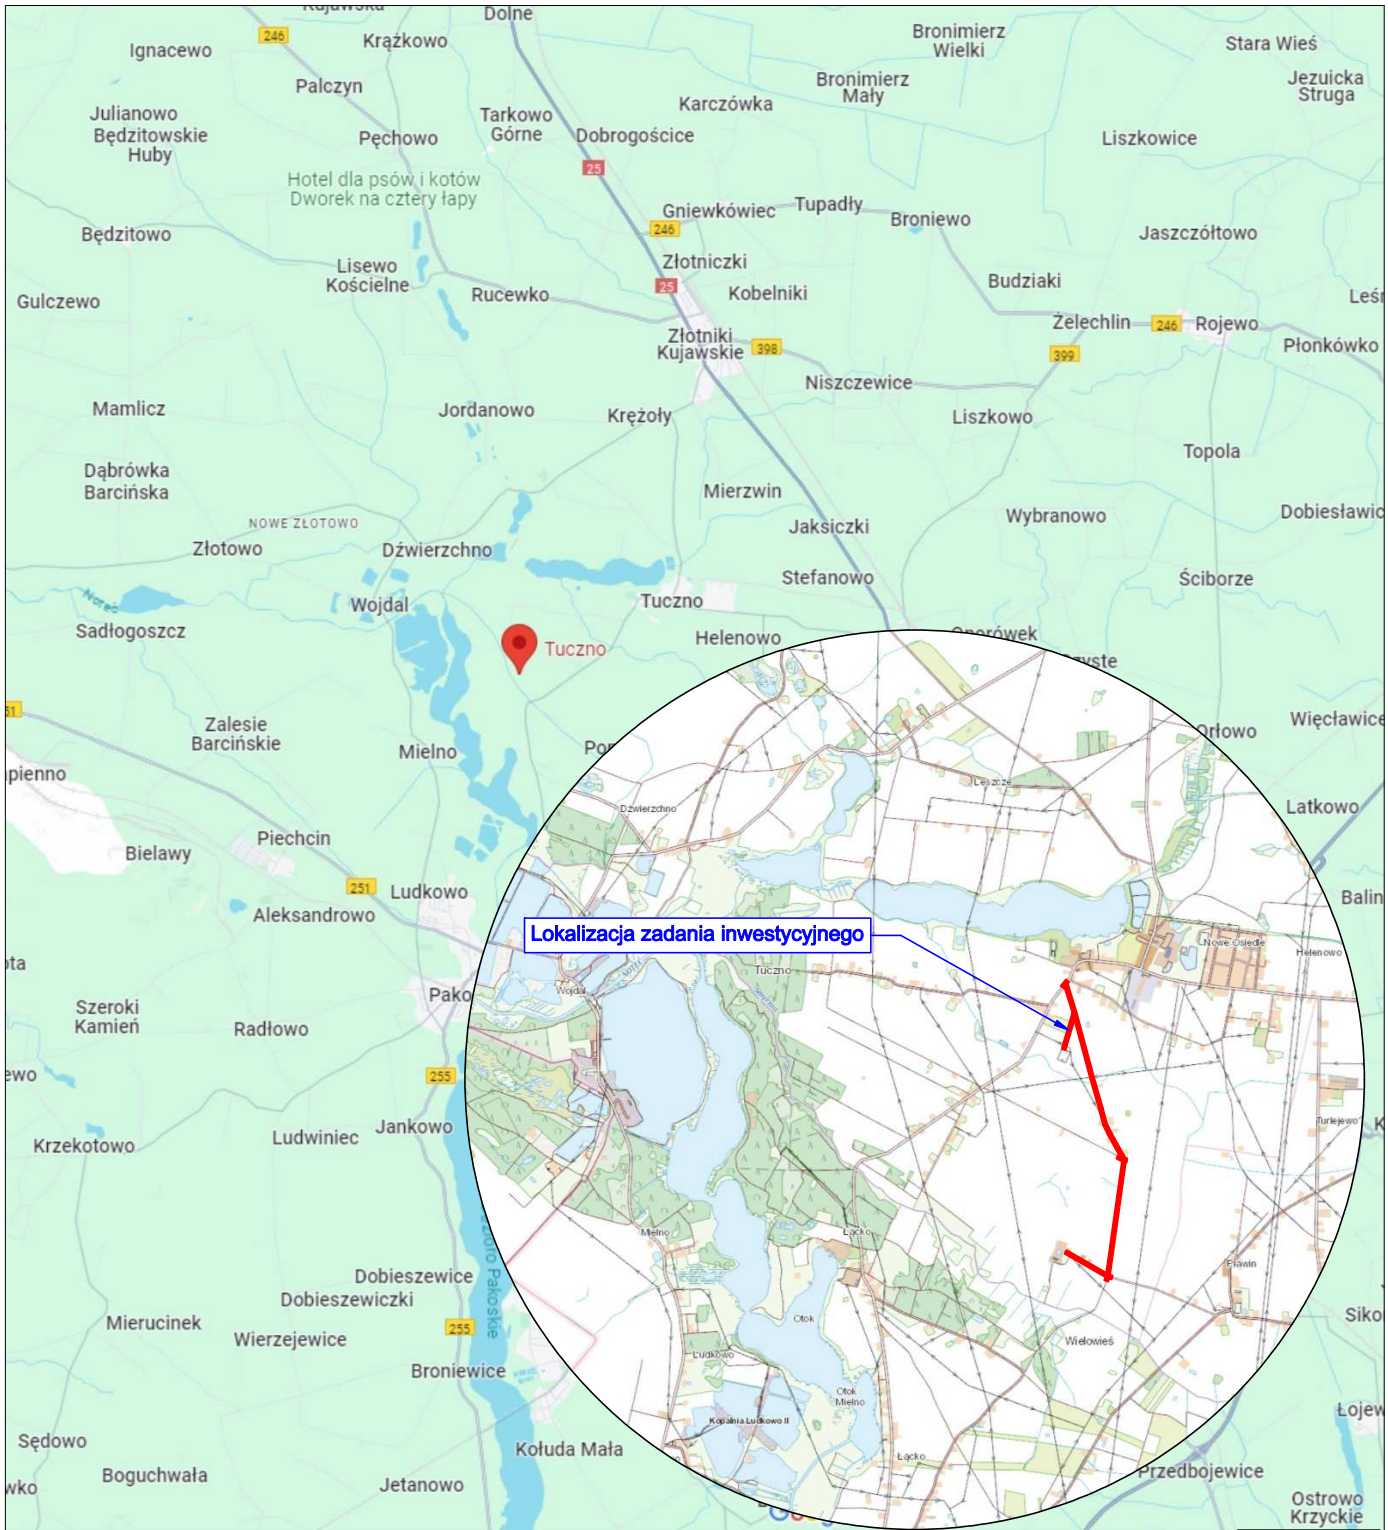 Dolne
246
Krążkowo
Ignacewo
Bronimierz
Wielki
Stara Wieś
Palczyn
Bronimierz
Mały
Jezuicka
Struga
Julianowo
Będzitowskie
Huby
Tarkowo
Górne
Karczówka
Pęchowo
Dobrogościce
Liszkowice
25
Hotel dla psów i kotów
Dworek na cztery łapy
Gniewkówiec
Tupadły
Broniewo
246
Będzitowo
Jaszczółtowo
Lisewo
Kościelne
Złotniczki
25
Kobelniki
Budziaki
Gulczewo
Rucewko
Żelechlin
246
Rojewo
Złotniki
Kujawskie
398
399
Płonkówko
Niszczewice
Mamlicz
Jordanowo
Krężoły
Liszkowo
Topola
Dąbrówka
Barcińska
Mierzwin
Jaksiczki
Wybranowo
Dobiesławic
NOWE ZŁOTOWO
Złotowo
Dźwierzchno
Stefanowo
Ściborze
Noteć
Wojdal
Tuczno
Sadłogoszcz
Helenowo
Tuczno
Zalesie
Barcińskie
Mielno
Orłowo
Więcławice
Leszcze
Dźwierzchno
Latkowo
Piechcin
Bielawy
251
Ludkowo
Aleksandrowo
Lokalizacja zadania inwestycyjnego
Nowe Osiedle
Helenowo
Tuczno
Wojdal
Szeroki
Kamień
Radłowo
Pako
255
Krzekotowo
Ludwiniec
Jankowo
Turlejewo
Mielno
Łącko
Pławin
Dobieszewice
Dobieszewiczki
Mierucinek
Wierzejewice
255
Otok
Wielowieś
Ludkowo
Broniewice
Otok
Mielno
Kopalnia Ludkowo II
Sędowo
Kołuda Mała
Łącko
Boguchwała
Jetanowo
Przedbojewice
Ostrowo
Krzyckie